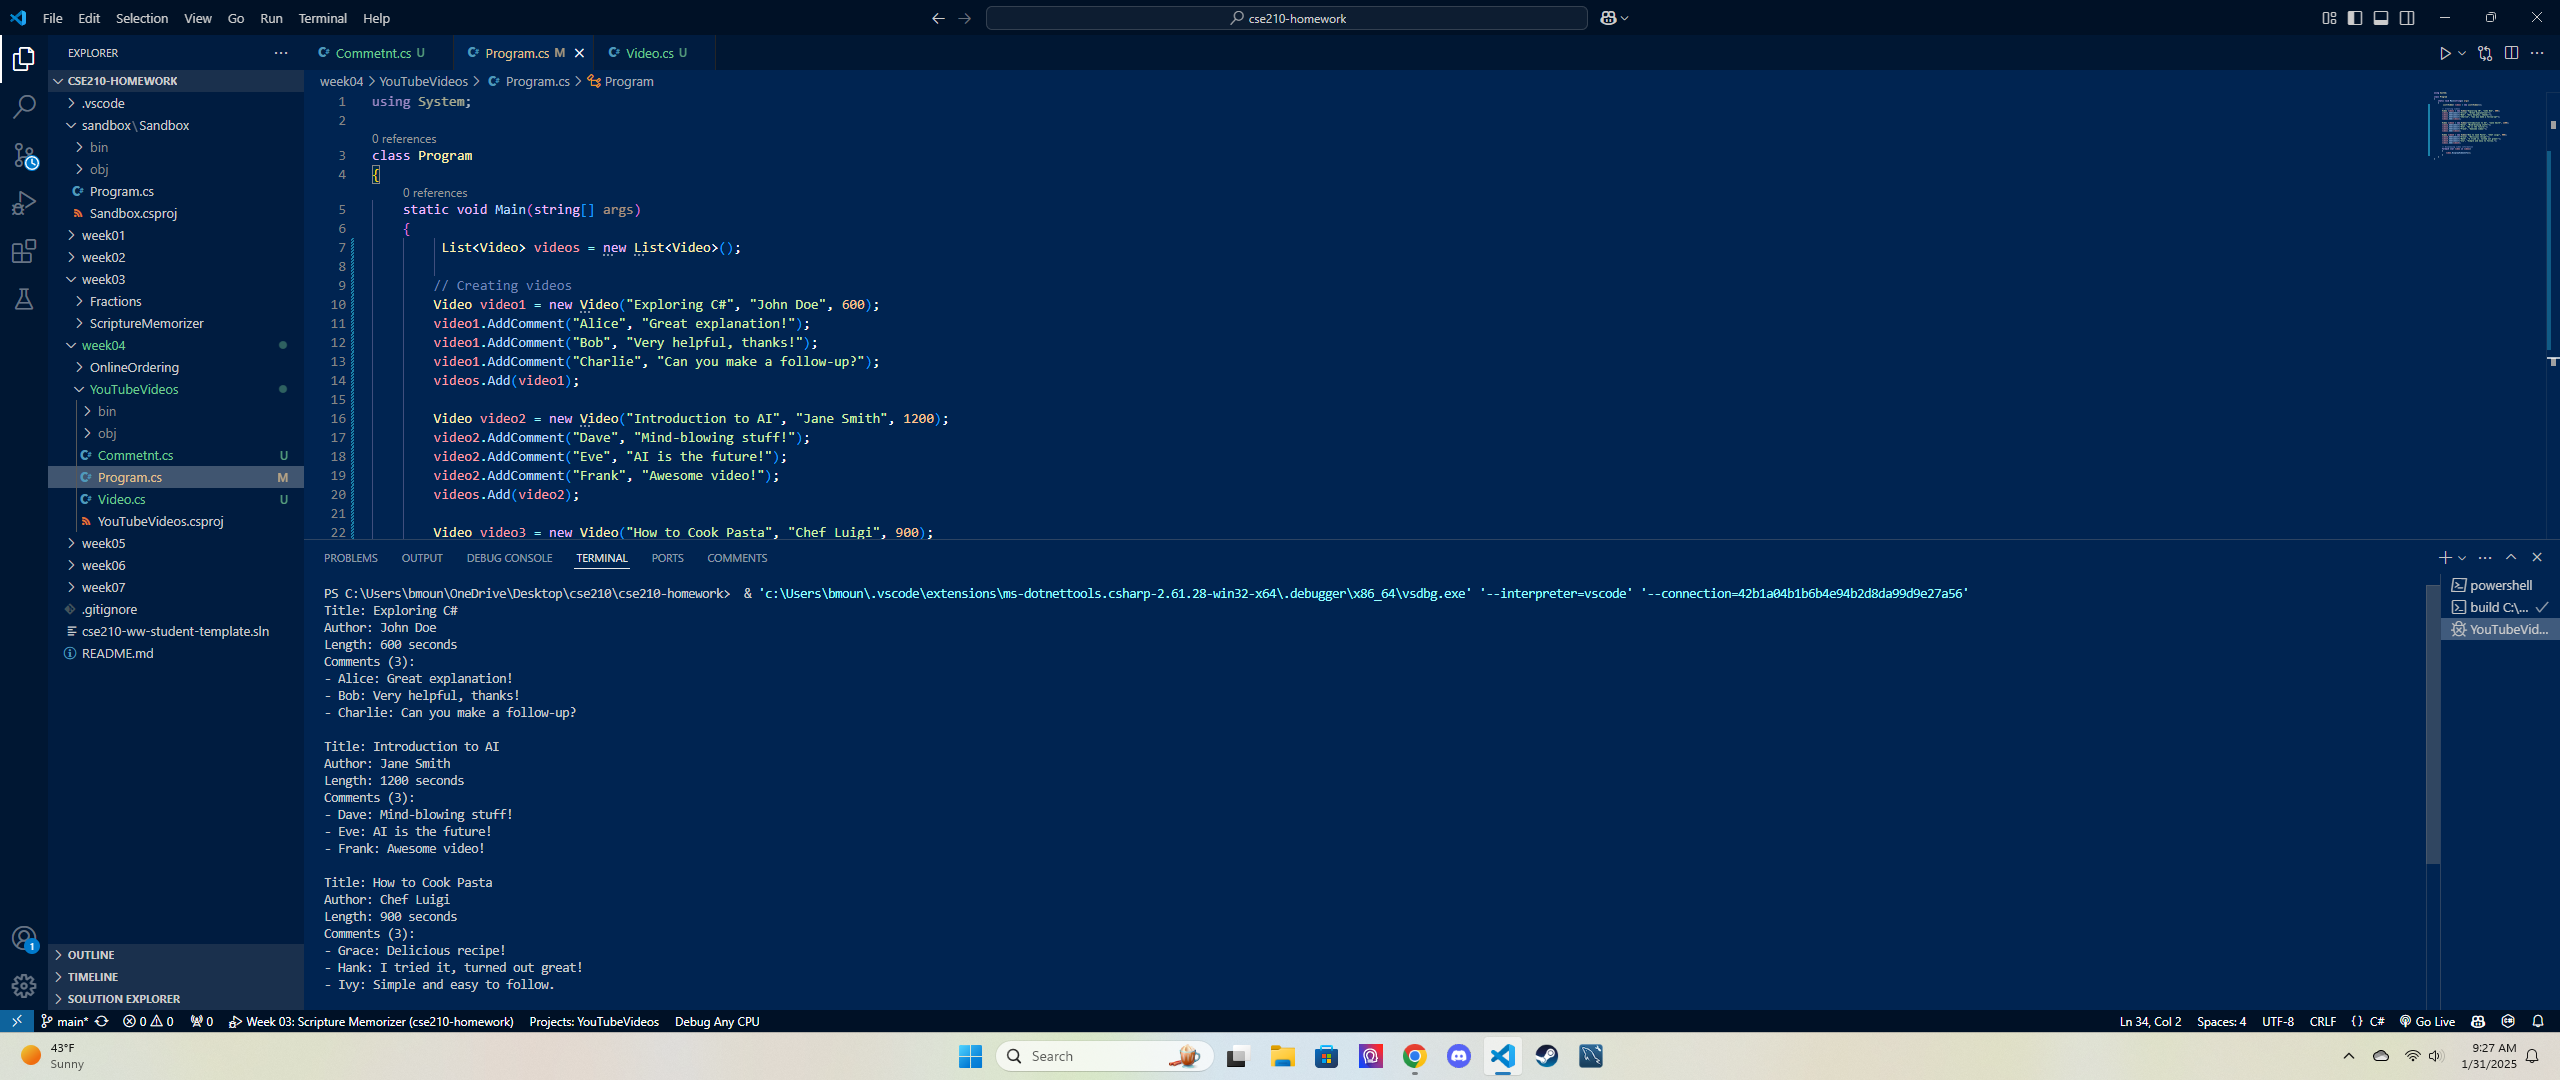 File Edit Selection View Go Run Terminal Help
cse210-homework
EXPLORER
CSE210-HOMEWORK
.vscode
sandbox\Sandbox
bin
obj
Program.cs
Sandbox.csproj
week01
week02
week03
Fractions
ScriptureMemorizer
week04
OnlineOrdering
YouTubeVideos
bin
obj
Commetnt.cs U
Program.cs M
Video.cs U
YouTubeVideos.csproj
week05
week06
week07
.gitignore
cse210-ww-student-template.sln
README.md
OUTLINE
TIMELINE
SOLUTION EXPLORER
Commetnt.cs U Program.cs M Video.cs U
week04 > YouTubeVideos > Program.cs > Program
1 using System;
2
0 references
3 class Program
4 {
0 references
5 static void Main(string[] args)
6 {
7 List<Video> videos = new List<Video>();
8
9 // Creating videos
10 Video video1 = new Video("Exploring C#", "John Doe", 600);
11 video1.AddComment("Alice", "Great explanation!");
12 video1.AddComment("Bob", "Very helpful, thanks!");
13 video1.AddComment("Charlie", "Can you make a follow-up?");
14 videos.Add(video1);
15
16 Video video2 = new Video("Introduction to AI", "Jane Smith", 1200);
17 video2.AddComment("Dave", "Mind-blowing stuff!");
18 video2.AddComment("Eve", "AI is the future!");
19 video2.AddComment("Frank", "Awesome video!");
20 videos.Add(video2);
21
22 Video video3 = new Video("How to Cook Pasta", "Chef Luigi", 900);
PROBLEMS OUTPUT DEBUG CONSOLE TERMINAL PORTS COMMENTS
PS C:\Users\bmoun\OneDrive\Desktop\cse210\cse210-homework> & 'c:\Users\bmoun\.vscode\extensions\ms-dotnettools.csharp-2.61.28-win32-x64\.debugger\x86_64\vsdbg.exe' '--interpreter=vscode' '--connection=42b1a04b1b6b4e94b2d8da99d9e27a56'
Title: Exploring C#
Author: John Doe
Length: 600 seconds
Comments (3):
- Alice: Great explanation!
- Bob: Very helpful, thanks!
- Charlie: Can you make a follow-up?
Title: Introduction to AI
Author: Jane Smith
Length: 1200 seconds
Comments (3):
- Dave: Mind-blowing stuff!
- Eve: AI is the future!
- Frank: Awesome video!
Title: How to Cook Pasta
Author: Chef Luigi
Length: 900 seconds
Comments (3):
- Grace: Delicious recipe!
- Hank: I tried it, turned out great!
- Ivy: Simple and easy to follow.
powershell
build C:\...
YouTubeVid...
main* 0 0 0 Week 03: Scripture Memorizer (cse210-homework) Projects: YouTubeVideos Debug Any CPU
Ln 34, Col 2 Spaces: 4 UTF-8 CRLF {} C# Go Live
1
43°F
Sunny
Search
9:27 AM
1/31/2025